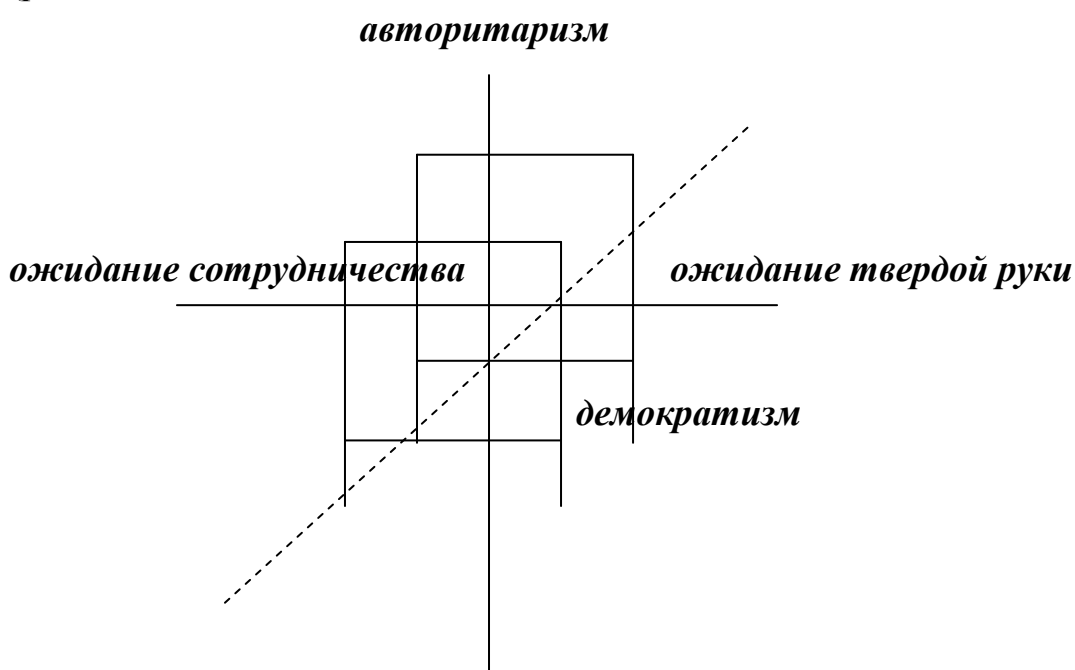 авторитаризм
ожидание сотрудничества
ожидание твердой руки
демократизм